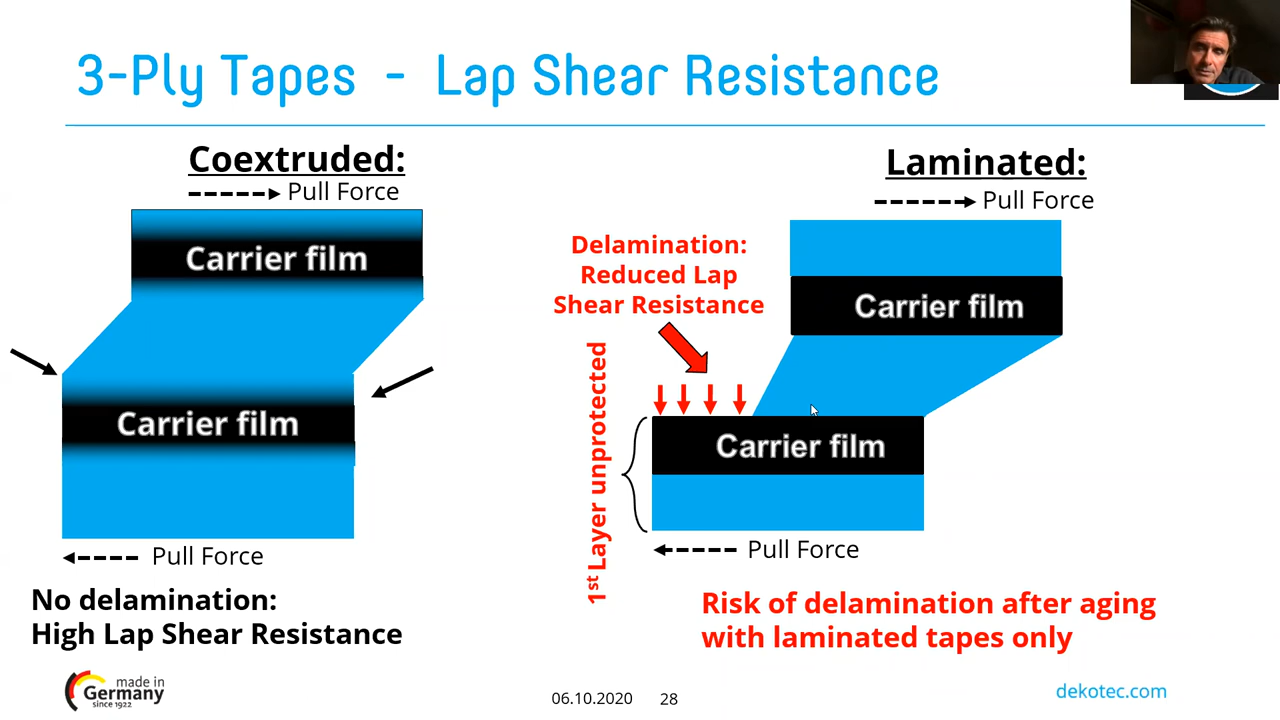 3-Ply Tapes - Lap Shear Resistance
Coextruded:
Pull Force
Carrier film
Carrier film
Pull Force
No delamination:
High Lap Shear Resistance
Laminated:
Pull Force
Delamination:
Reduced Lap
Shear Resistance
Carrier film
1st Layer unprotected
Carrier film
Pull Force
Risk of delamination after aging
with laminated tapes only
made in
Germany
since 1922
06.10.2020 28
dekotec.com